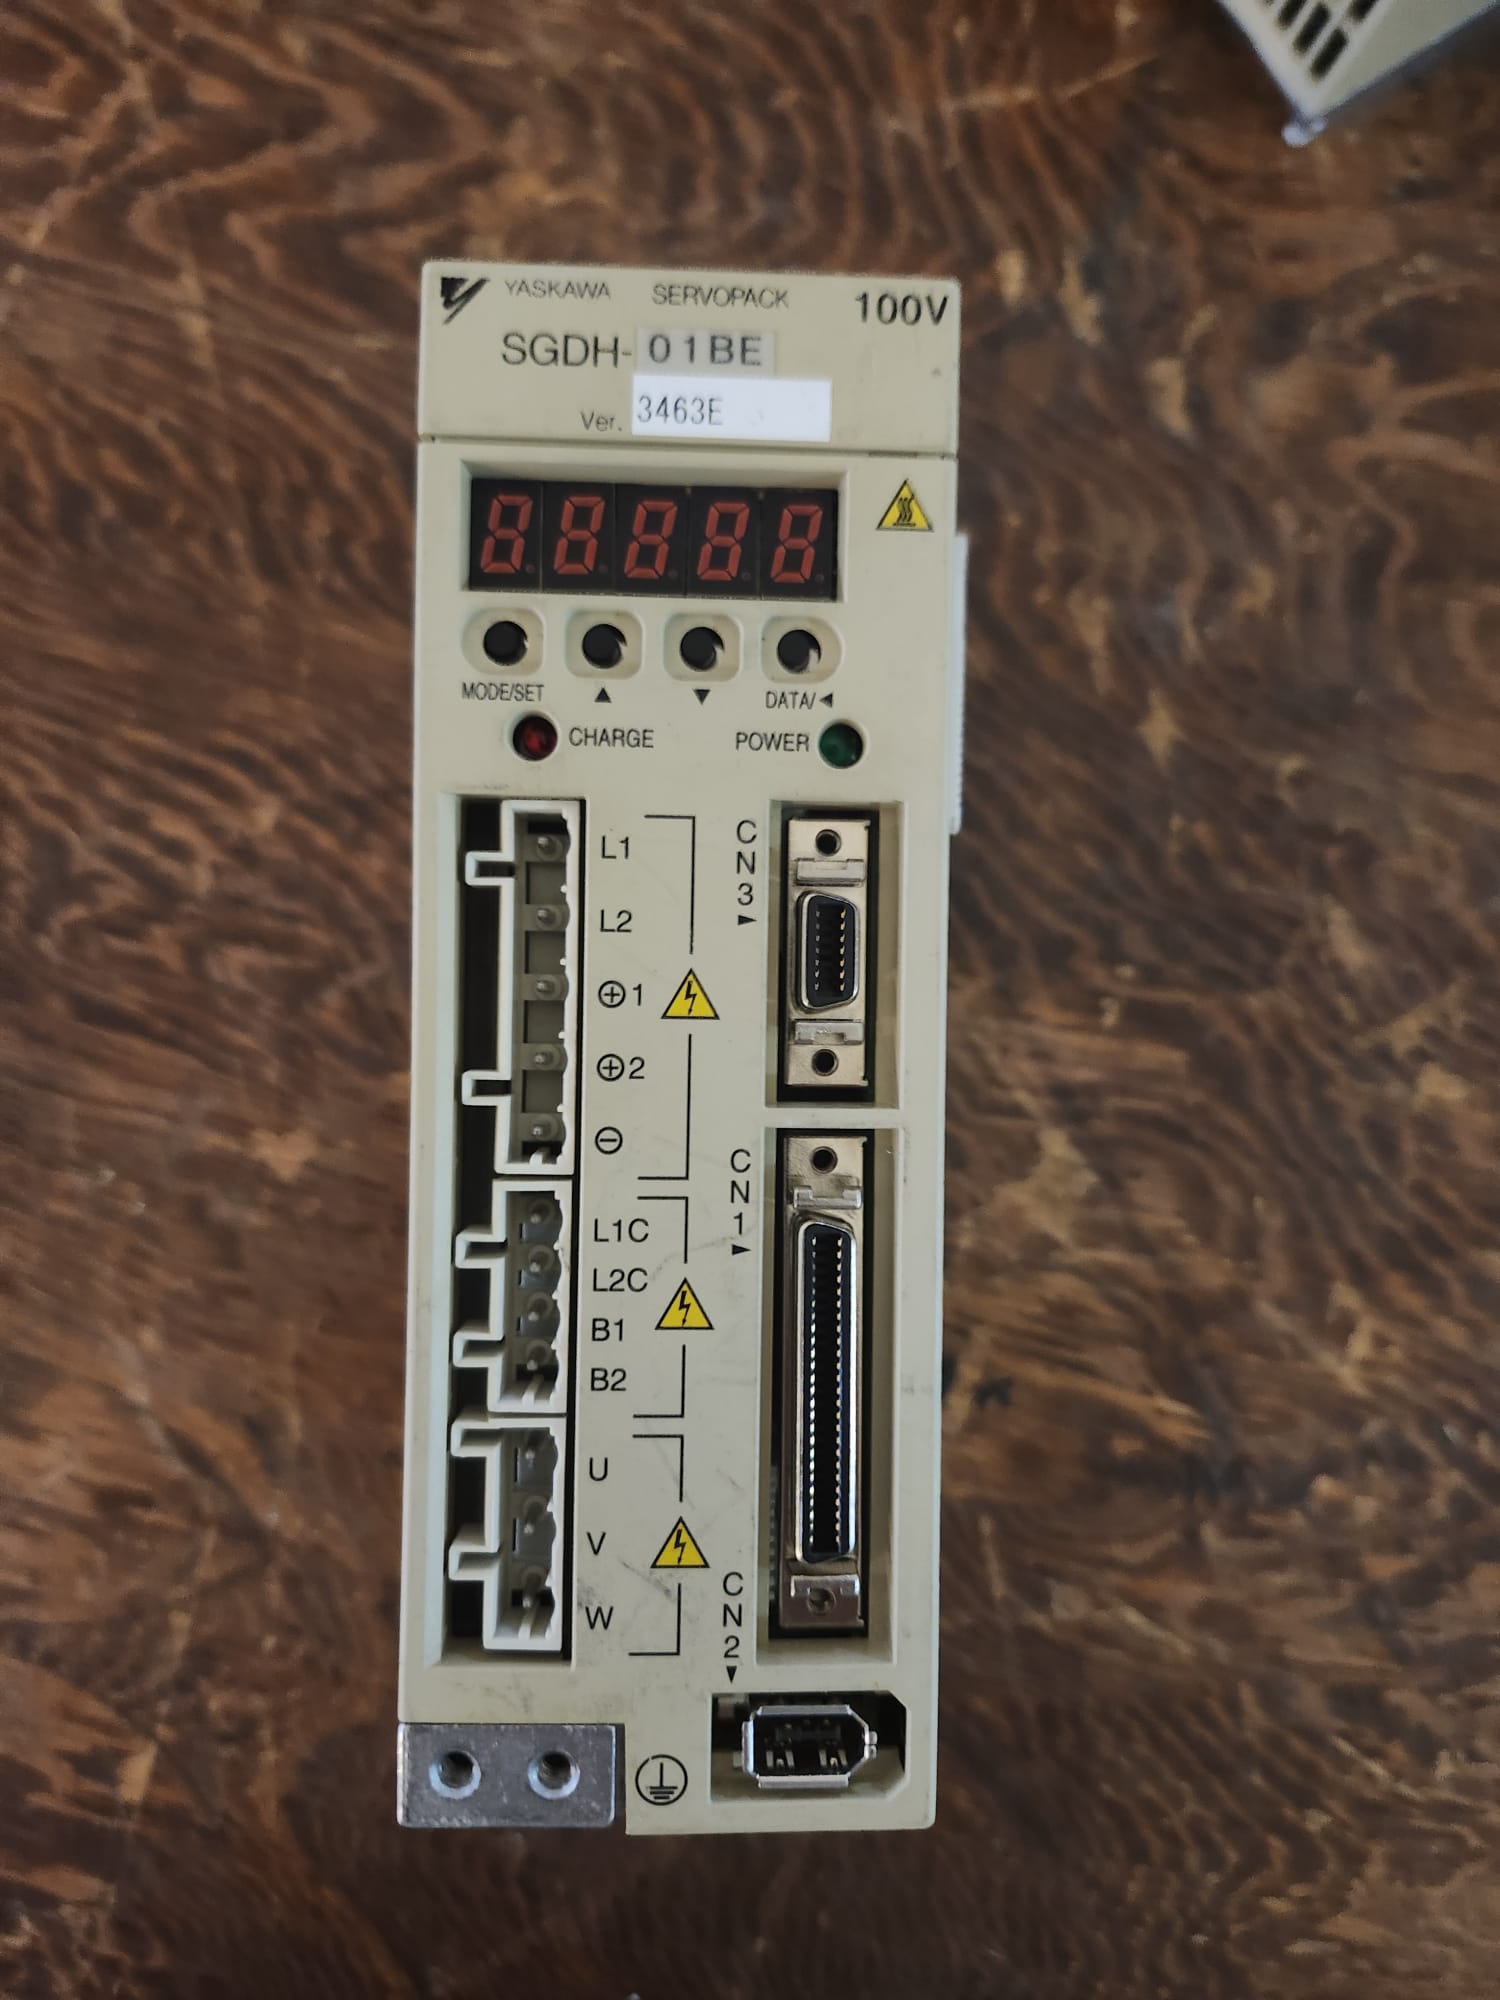 YASKAWA SERVOPACK 100V
SGDH-01BE
Ver. 3463E
MODE/SET ▲ ▼ DATA/◀
CHARGE POWER
CN3▶
L1
L2
⊕1
⊕2
⊖
CN1▶
L1C
L2C
B1
B2
U
V
W
CN2▼